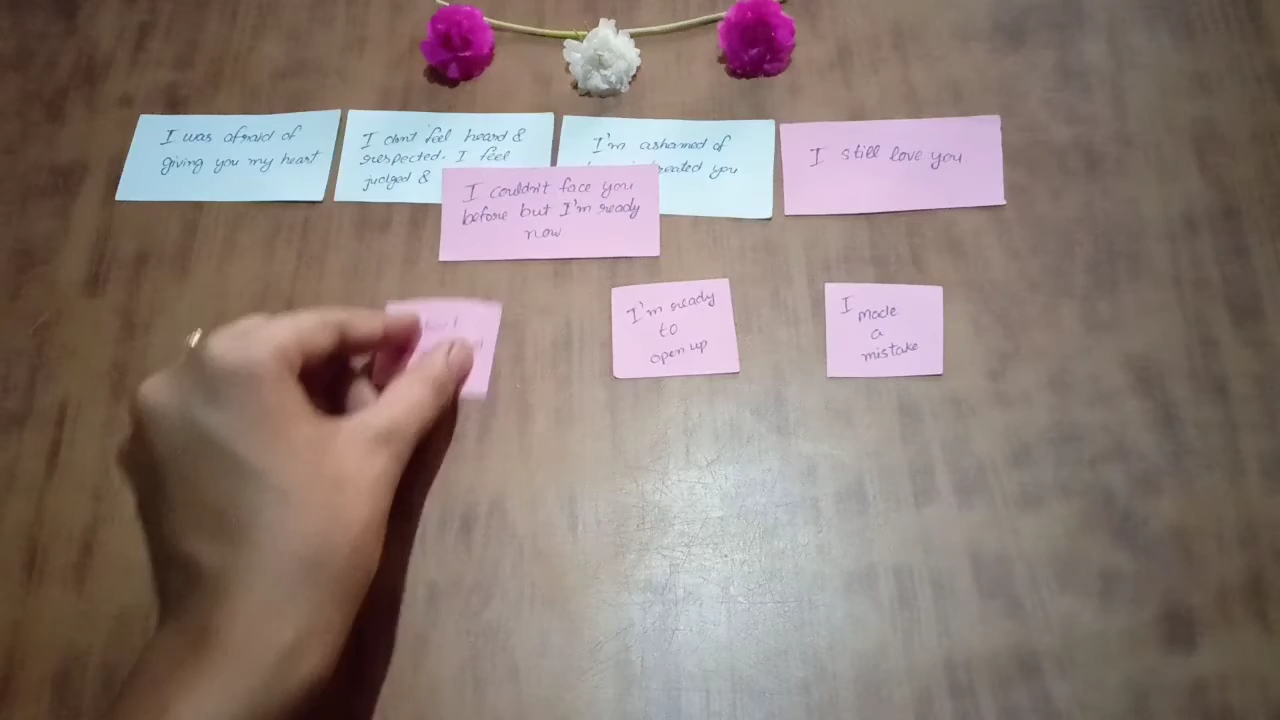 I was afraid of
giving you my heart
I don't feel heard &
respected. I feel
judged &
I'm ashamed of
treated you
I still love you
I couldn't face you
before but I'm ready
now
I'm ready
to
open up
I
made
a
mistake